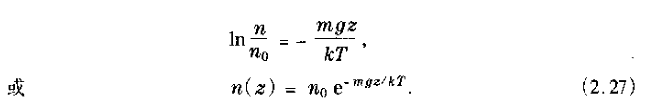 ln n/n₀ = - mgz/kT ,
或 n(z) = n₀ e^{-mgz/kT}. (2.27)